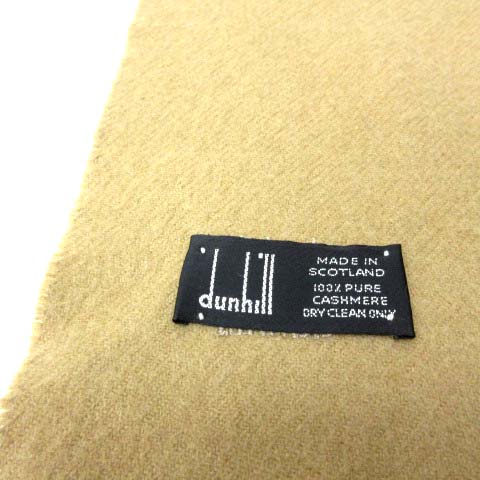 dunhill
MADE IN
SCOTLAND
100% PURE
CASHMERE
DRY CLEAN ONLY